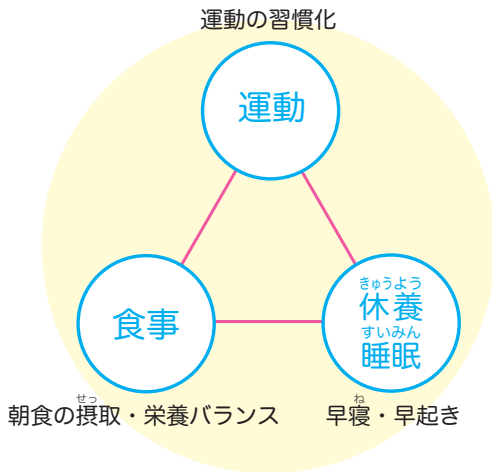 運動の習慣化
運動
食事
きゅうよう
休養
すいみん
睡眠
せっ
朝食の摂取・栄養バランス
ね
早寝・早起き